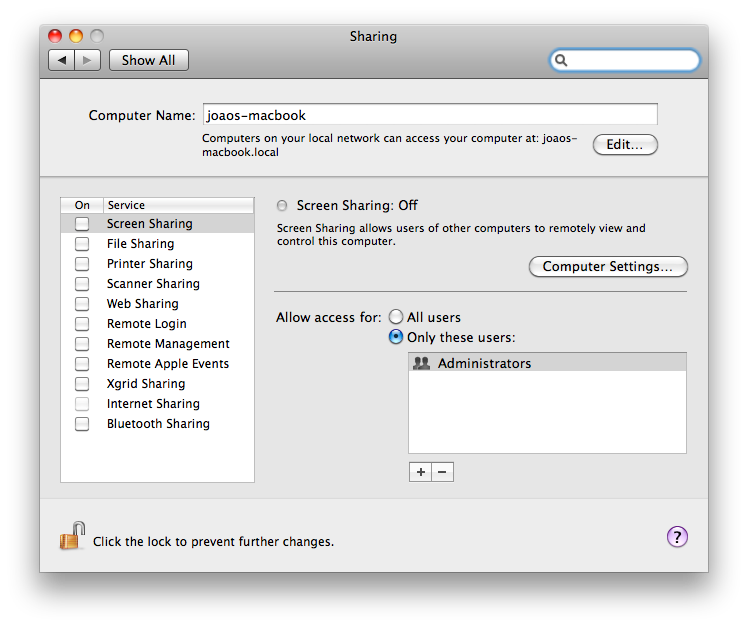 Sharing
Show All
Computer Name: joaos-macbook
Computers on your local network can access your computer at: joaos-
macbook.local
Edit...
On Service
Screen Sharing
File Sharing
Printer Sharing
Scanner Sharing
Web Sharing
Remote Login
Remote Management
Remote Apple Events
Xgrid Sharing
Internet Sharing
Bluetooth Sharing
Screen Sharing: Off
Screen Sharing allows users of other computers to remotely view and
control this computer.
Computer Settings...
Allow access for: All users
Only these users:
Administrators
+ −
Click the lock to prevent further changes.
?